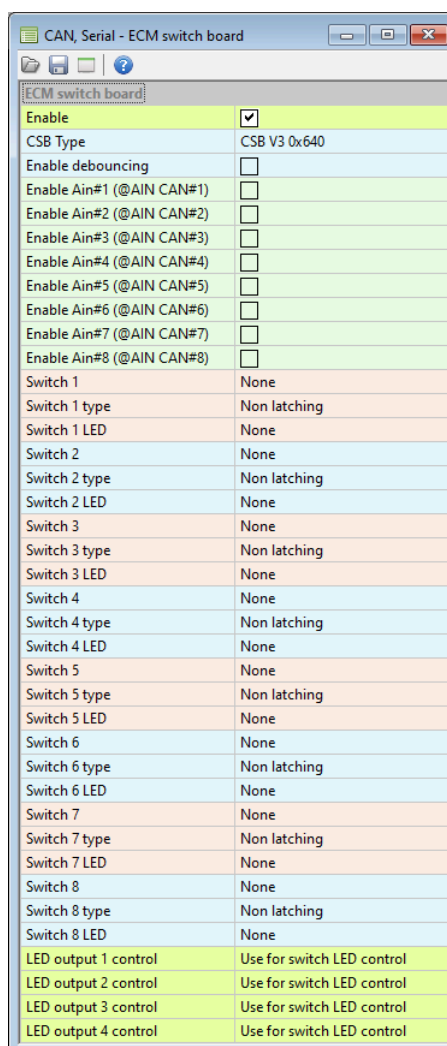 CAN, Serial - ECM switch board
ECM switch board
Enable
CSB Type CSB V3 0x640
Enable debouncing
Enable Ain#1 (@AIN CAN#1)
Enable Ain#2 (@AIN CAN#2)
Enable Ain#3 (@AIN CAN#3)
Enable Ain#4 (@AIN CAN#4)
Enable Ain#5 (@AIN CAN#5)
Enable Ain#6 (@AIN CAN#6)
Enable Ain#7 (@AIN CAN#7)
Enable Ain#8 (@AIN CAN#8)
Switch 1 None
Switch 1 type Non latching
Switch 1 LED None
Switch 2 None
Switch 2 type Non latching
Switch 2 LED None
Switch 3 None
Switch 3 type Non latching
Switch 3 LED None
Switch 4 None
Switch 4 type Non latching
Switch 4 LED None
Switch 5 None
Switch 5 type Non latching
Switch 5 LED None
Switch 6 None
Switch 6 type Non latching
Switch 6 LED None
Switch 7 None
Switch 7 type Non latching
Switch 7 LED None
Switch 8 None
Switch 8 type Non latching
Switch 8 LED None
LED output 1 control Use for switch LED control
LED output 2 control Use for switch LED control
LED output 3 control Use for switch LED control
LED output 4 control Use for switch LED control